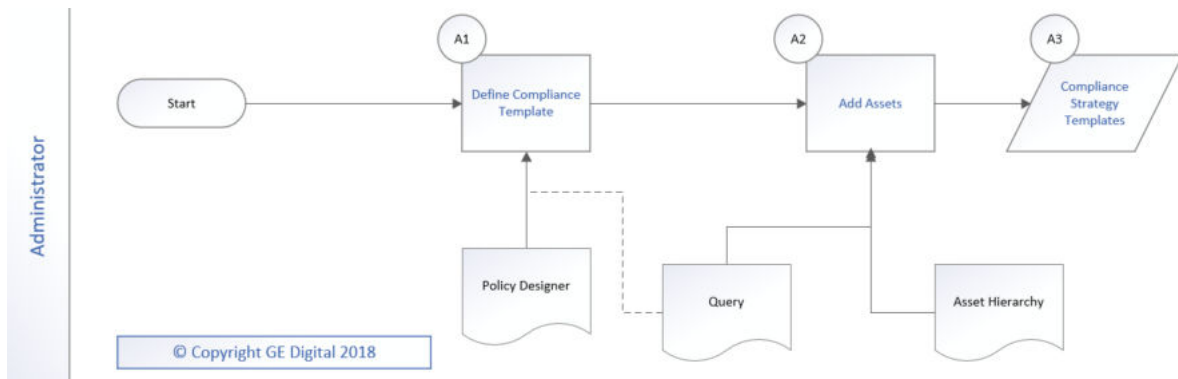 Administrator
A1
A2
A3
Start
Define Compliance
Template
Add Assets
Compliance
Strategy
Templates
Policy Designer
Query
Asset Hierarchy
© Copyright GE Digital 2018